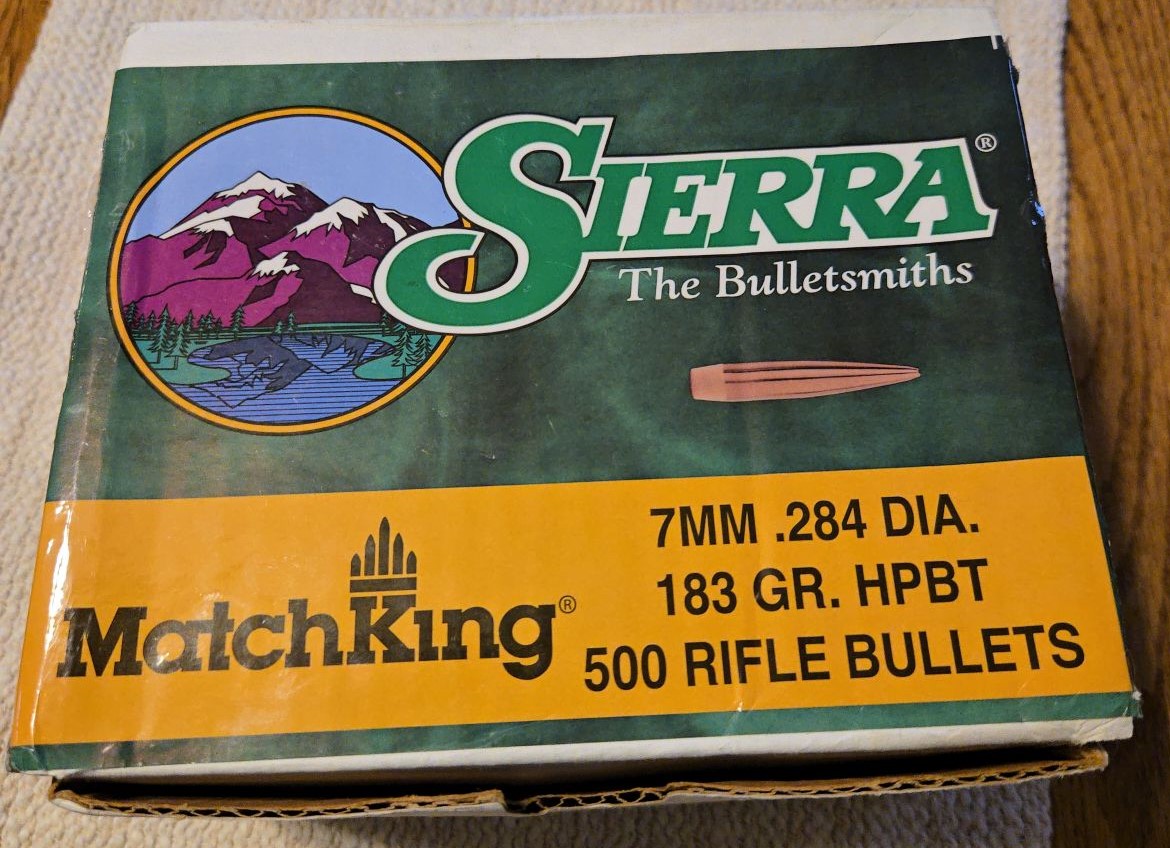 SIERRA®
The Bulletsmiths
7MM .284 DIA.
183 GR. HPBT
MatchKing®
500 RIFLE BULLETS